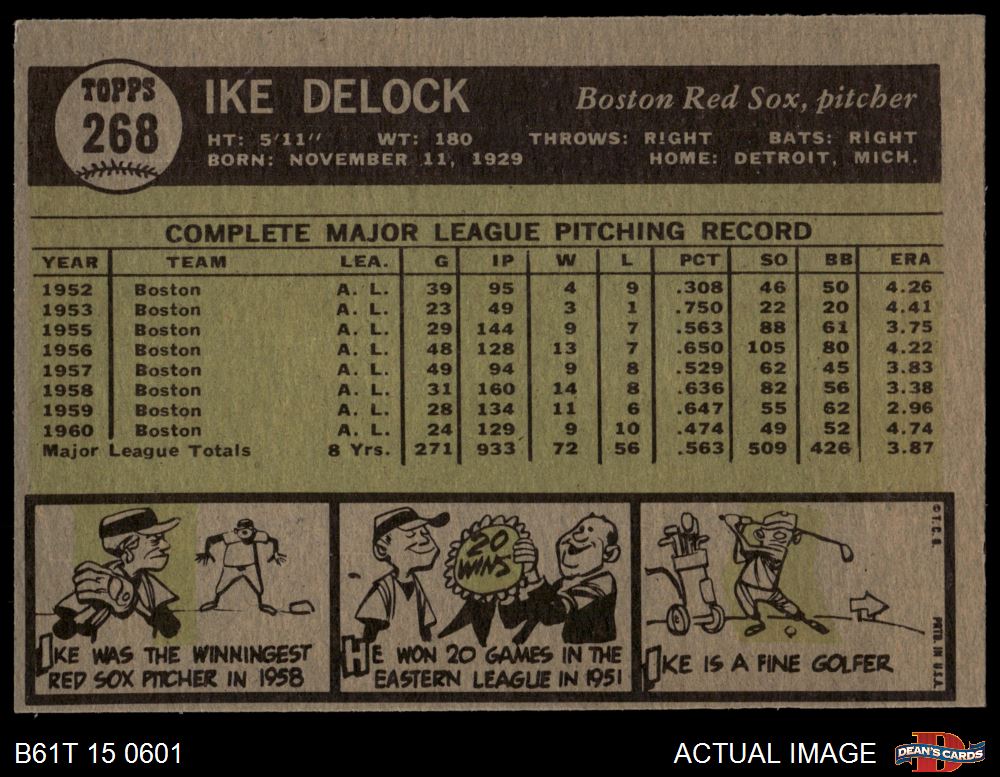 TOPPS
268
IKE DELOCK Boston Red Sox, pitcher
HT: 5'11" WT: 180 THROWS: RIGHT BATS: RIGHT
BORN: NOVEMBER 11, 1929 HOME: DETROIT, MICH.
COMPLETE MAJOR LEAGUE PITCHING RECORD
YEAR TEAM LEA. G IP W L PCT SO BB ERA
1952 Boston A. L. 39 95 4 9 .308 46 50 4.26
1953 Boston A. L. 23 49 3 1 .750 22 20 4.41
1955 Boston A. L. 29 144 9 7 .563 88 61 3.75
1956 Boston A. L. 48 128 13 7 .650 105 80 4.22
1957 Boston A. L. 49 94 9 8 .529 62 45 3.83
1958 Boston A. L. 31 160 14 8 .636 82 56 3.38
1959 Boston A. L. 28 134 11 6 .647 55 62 2.96
1960 Boston A. L. 24 129 9 10 .474 49 52 4.74
Major League Totals 8 Yrs. 271 933 72 56 .563 509 426 3.87
IKE WAS THE WINNINGEST
RED SOX PITCHER IN 1958
20
WINS
HE WON 20 GAMES IN THE
EASTERN LEAGUE IN 1951
IKE IS A FINE GOLFER
© T. C. G.
PRTD. IN U.S.A.
B61T 15 0601 ACTUAL IMAGE
DEAN'S CARDS